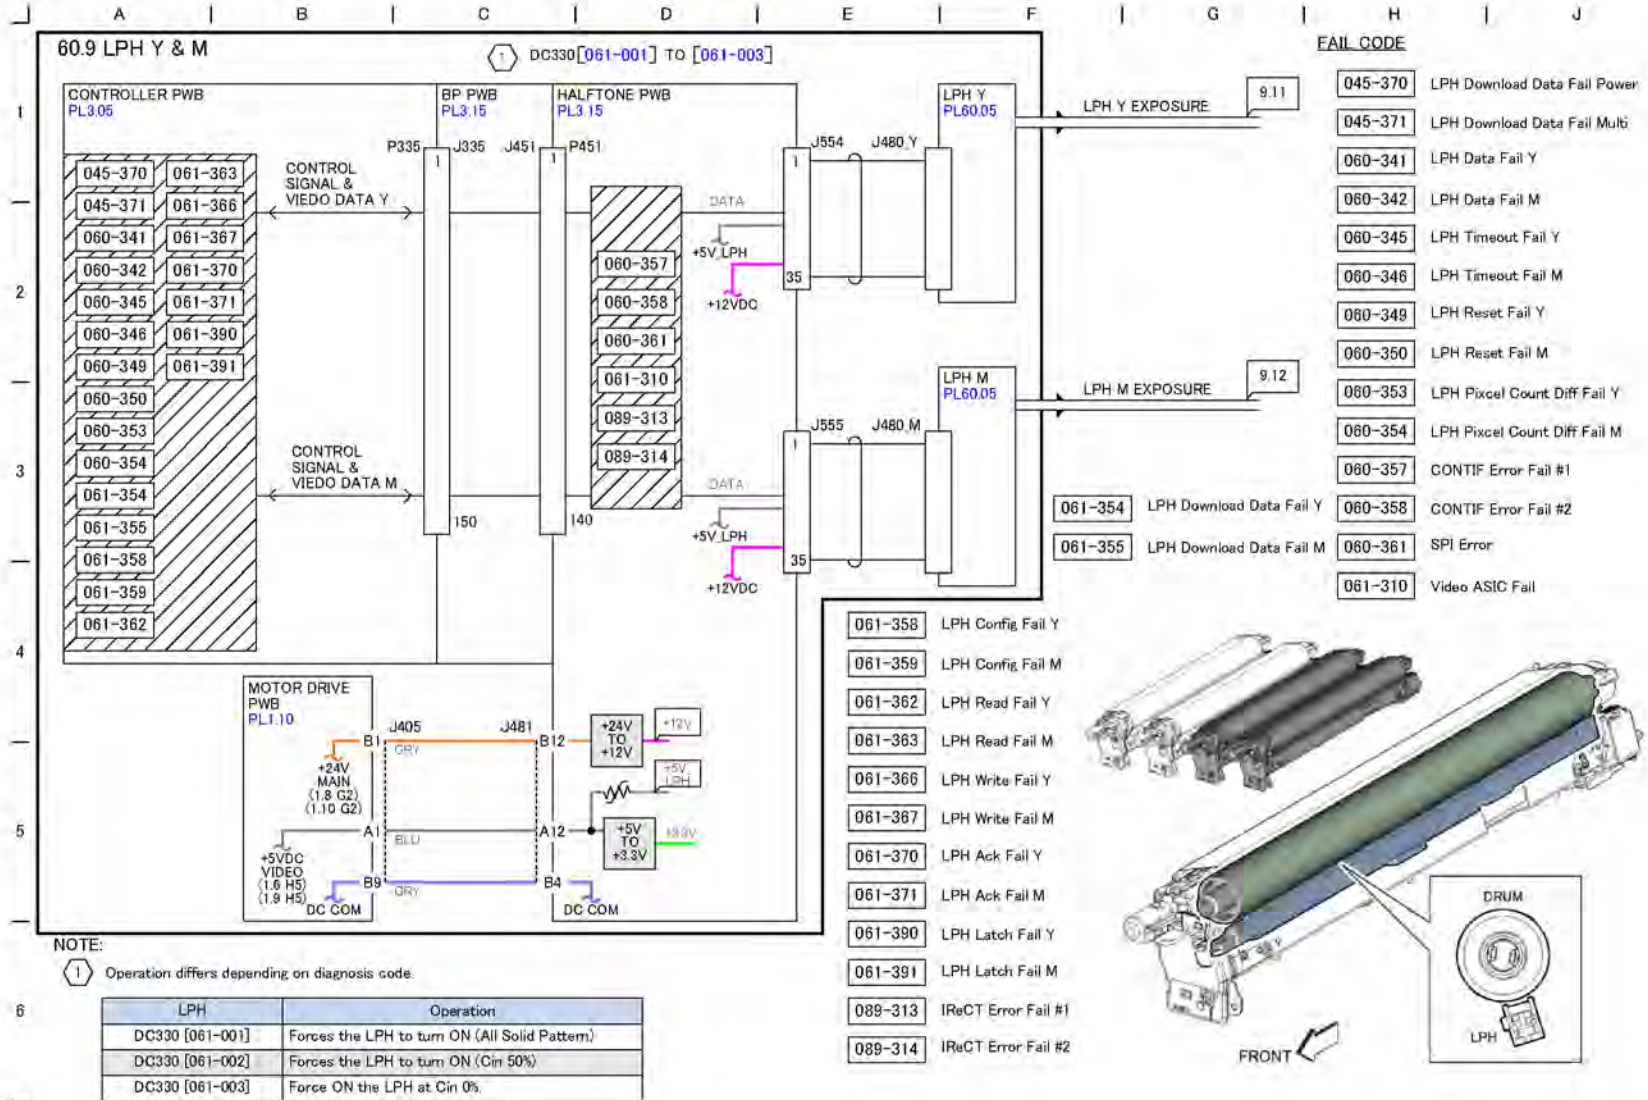 A B C D E F G H J
60.9 LPH Y & M
1 DC330[061-001] TO [061-003]
FAIL CODE
CONTROLLER PWB
PL3.05
BP PWB
PL3.15
HALFTONE PWB
PL3.15
LPH Y
PL60.05
LPH Y EXPOSURE
9.11
1
P335 J335 J451 P451
1 1
J554 J480_Y
1
35
045-370 061-363
045-371 061-366
060-341 061-367
060-342 061-370
060-345 061-371
060-346 061-390
060-349 061-391
060-350
060-353
060-354
061-354
061-355
061-358
061-359
061-362
CONTROL
SIGNAL &
VIEDO DATA Y
060-357
060-358
060-361
061-310
089-313
089-314
DATA
+5V_LPH
+12VDC
2
LPH M
PL60.05
LPH M EXPOSURE
9.12
3
CONTROL
SIGNAL &
VIEDO DATA M
150 140
DATA
+5V_LPH
+12VDC
J555 J480_M
1
35
045-370 LPH Download Data Fail Power
045-371 LPH Download Data Fail Multi
060-341 LPH Data Fail Y
060-342 LPH Data Fail M
060-345 LPH Timeout Fail Y
060-346 LPH Timeout Fail M
060-349 LPH Reset Fail Y
060-350 LPH Reset Fail M
060-353 LPH Pixcel Count Diff Fail Y
060-354 LPH Pixcel Count Diff Fail M
060-357 CONTIF Error Fail #1
060-358 CONTIF Error Fail #2
060-361 SPI Error
061-310 Video ASIC Fail
061-354 LPH Download Data Fail Y
061-355 LPH Download Data Fail M
061-358 LPH Config Fail Y
061-359 LPH Config Fail M
061-362 LPH Read Fail Y
061-363 LPH Read Fail M
061-366 LPH Write Fail Y
061-367 LPH Write Fail M
061-370 LPH Ack Fail Y
061-371 LPH Ack Fail M
061-390 LPH Latch Fail Y
061-391 LPH Latch Fail M
089-313 IReCT Error Fail #1
089-314 IReCT Error Fail #2
4
MOTOR DRIVE
PWB
PL1.10
J405 J481
B1 GRY B12
+24V
MAIN
(1.8 G2)
(1.10 G2)
+24V
TO
+12V
+12V
+5V_
LPH
5
A1 BLU A12
+5VDC
VIDEO
(1.6 H5)
(1.9 H5)
+5V
TO
+3.3V
+3.3V
B9 GRY B4
DC COM
DC COM
DRUM
LPH
FRONT
NOTE:
1 Operation differs depending on diagnosis code.
6
LPH Operation
DC330 [061-001] Forces the LPH to turn ON (All Solid Pattern)
DC330 [061-002] Forces the LPH to turn ON (Cin 50%)
DC330 [061-003] Force ON the LPH at Cin 0%.